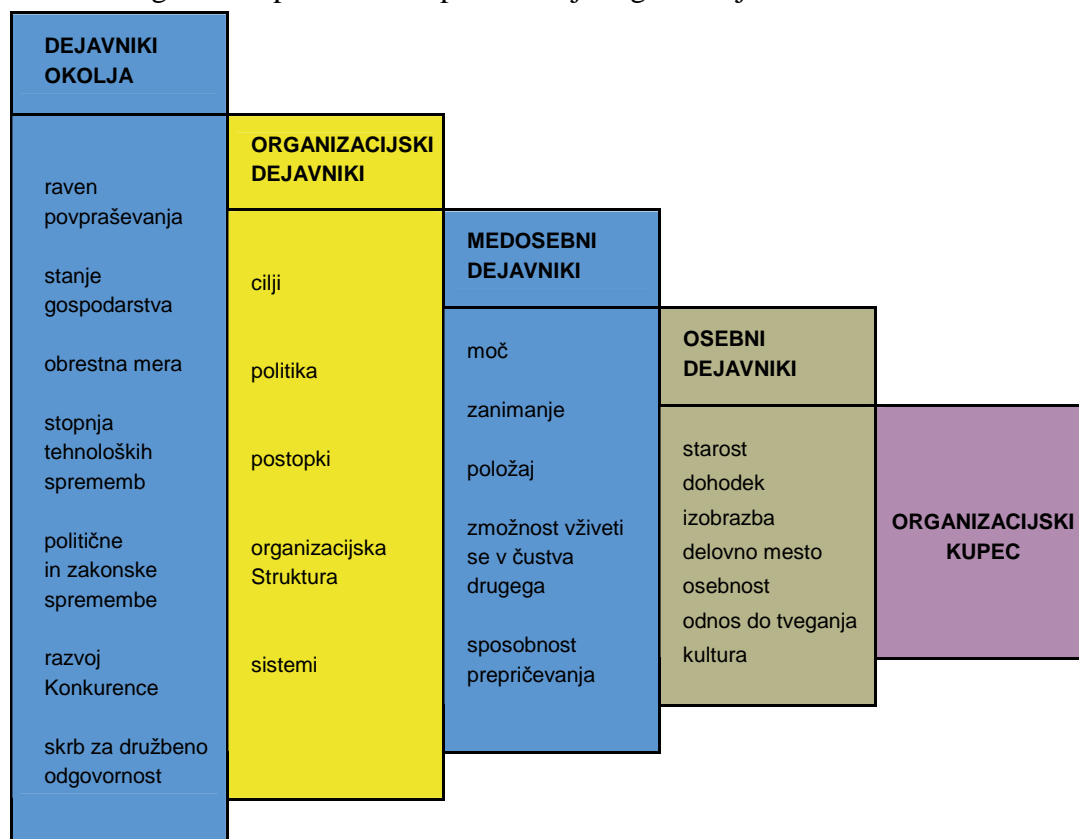 DEJAVNIKI
OKOLJA
raven
povpraševanja
stanje
gospodarstva
obrestna mera
stopnja
tehnoloških
sprememb
politične
in zakonske
spremembe
razvoj
Konkurence
skrb za družbeno
odgovornost
ORGANIZACIJSKI
DEJAVNIKI
cilji
politika
postopki
organizacijska
Struktura
sistemi
MEDOSEBNI
DEJAVNIKI
moč
zanimanje
položaj
zmožnost vživeti
se v čustva
drugega
sposobnost
prepričevanja
OSEBNI
DEJAVNIKI
starost
dohodek
izobrazba
delovno mesto
osebnost
odnos do tveganja
kultura
ORGANIZACIJSKI
KUPEC